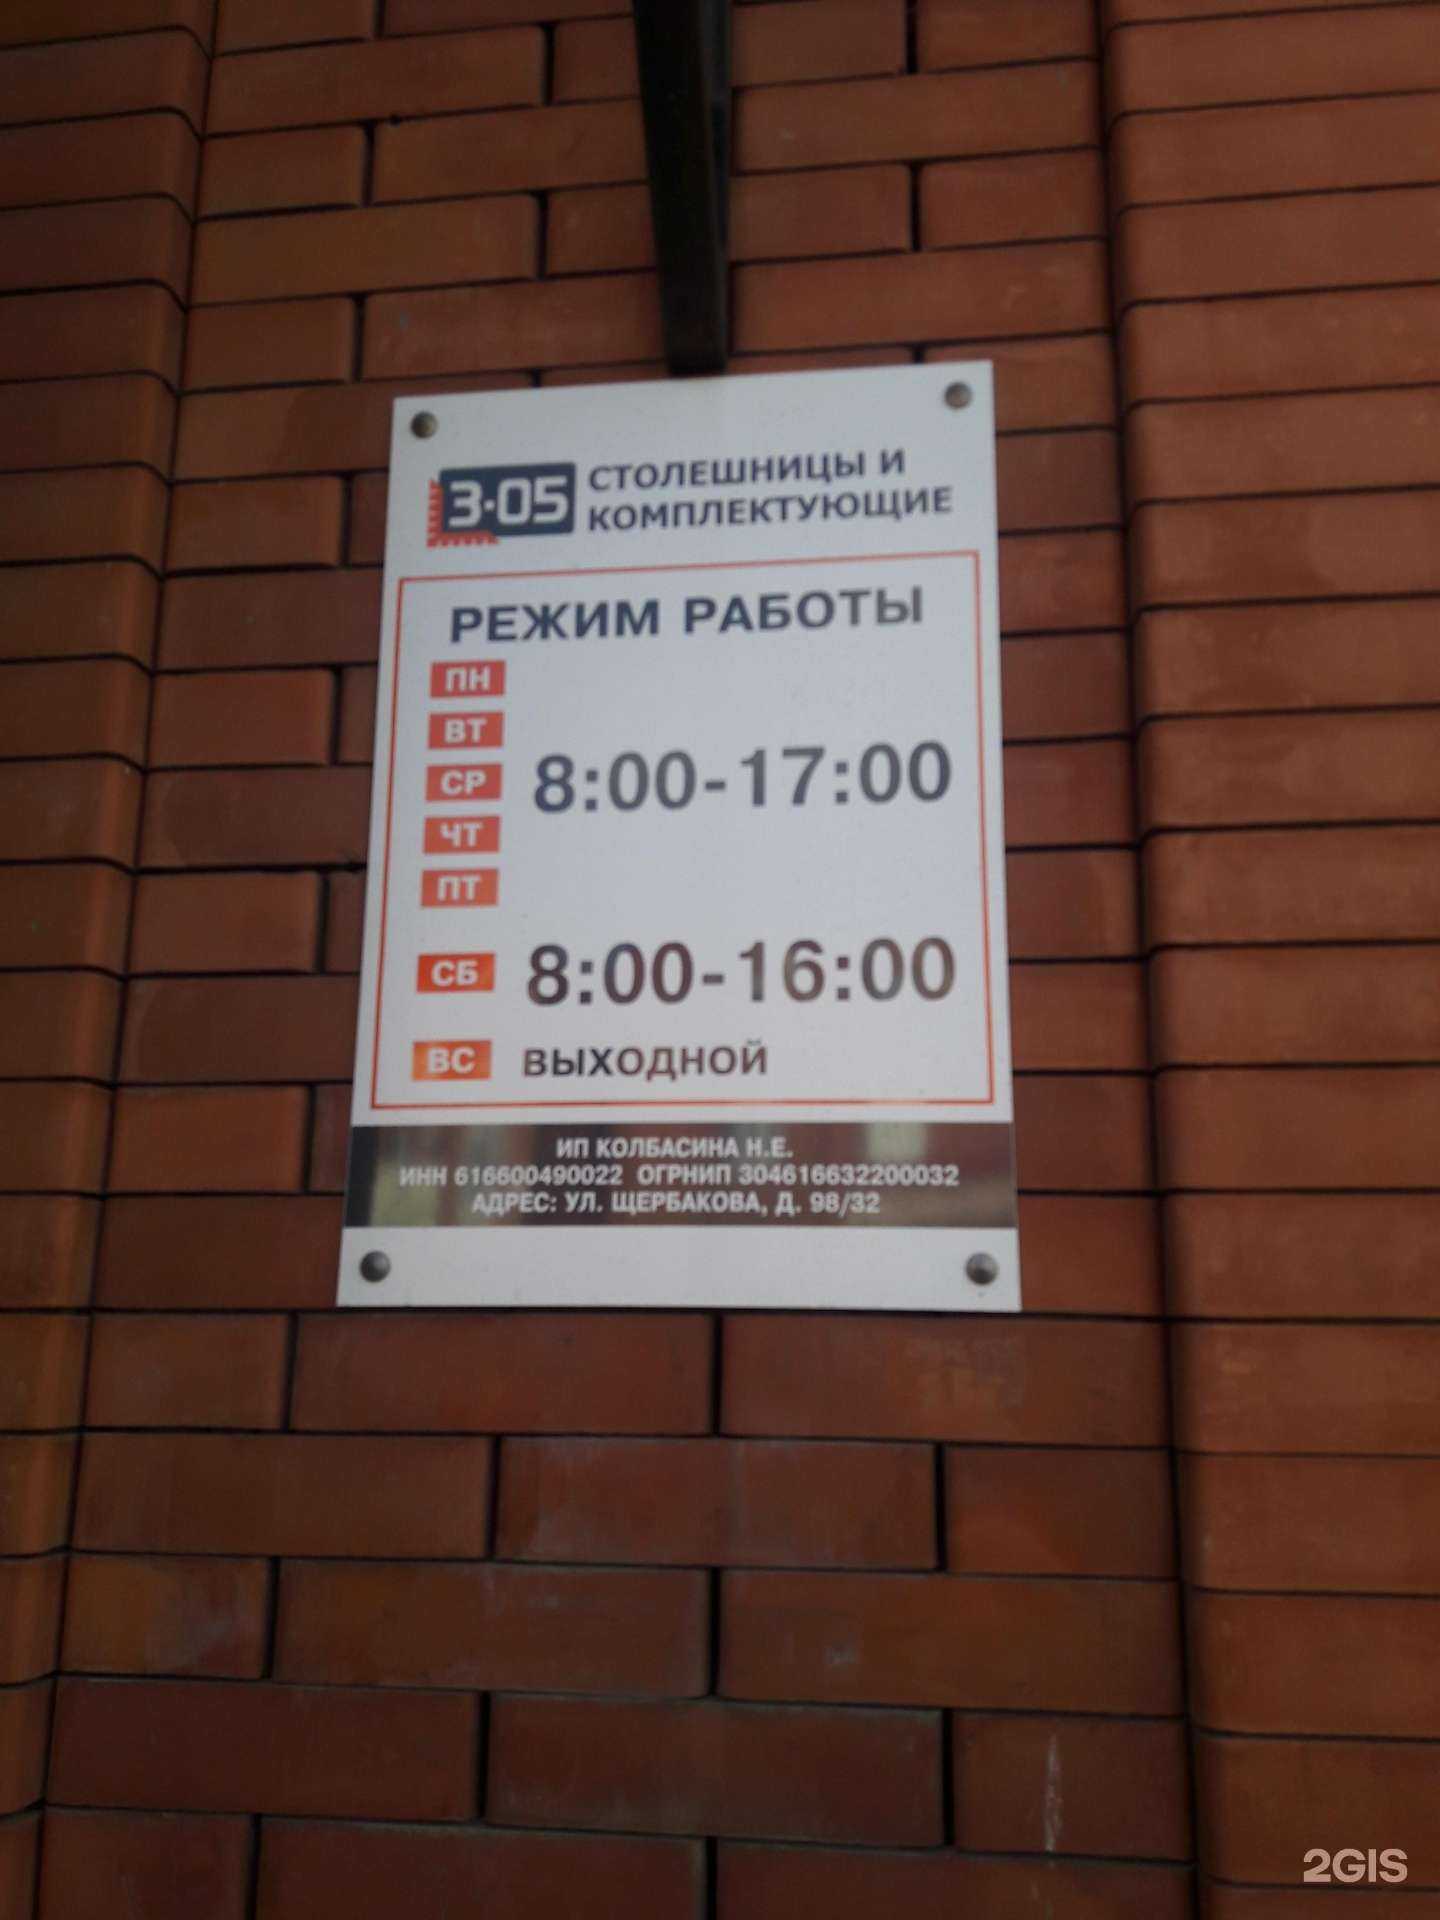 3-05 СТОЛЕШНИЦЫ И
КОМПЛЕКТУЮЩИЕ
РЕЖИМ РАБОТЫ
ПН
ВТ
СР 8:00-17:00
ЧТ
ПТ
СБ 8:00-16:00
ВС ВЫХОДНОЙ
ИП КОЛБАСИНА Н.Е.
ИНН 616600490022 ОГРНИП 304616632200032
АДРЕС: УЛ. ЩЕРБАКОВА, Д. 98/32
2GIS